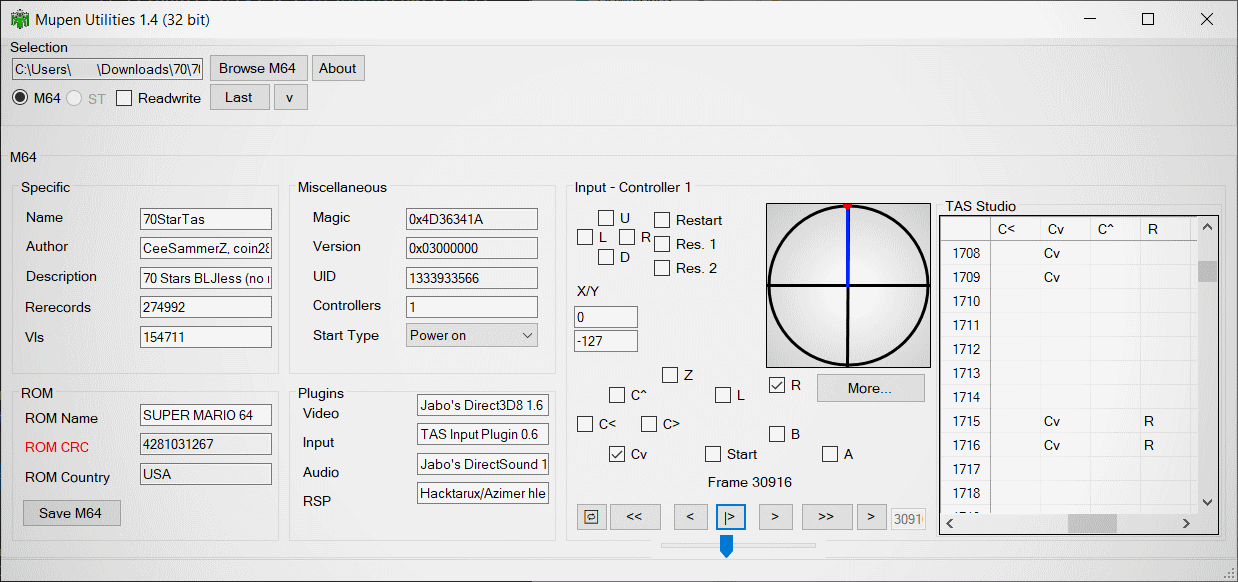 Mupen Utilities 1.4 (32 bit)
Selection
C:\Users\ \Downloads\70\70 Browse M64 About
M64 ST Readwrite Last v
M64
Specific
Name 70StarTas
Author CeeSammerZ, coin28
Description 70 Stars BLJless (no
Rerecords 274992
VIs 154711
ROM
ROM Name SUPER MARIO 64
ROM CRC 4281031267
ROM Country USA
Save M64
Miscellaneous
Magic 0x4D36341A
Version 0x03000000
UID 1333933566
Controllers 1
Start Type Power on
Plugins
Video Jabo's Direct3D8 1.6
Input TAS Input Plugin 0.6
Audio Jabo's DirectSound 1
RSP Hacktarux/Azimer hle
Input - Controller 1
U Restart
L R Res. 1
D Res. 2
X/Y
0
-127
Z
C^ L R More...
C< C> B
Cv Start A
Frame 30916
<< < |> > >> > 3091
TAS Studio
C< Cv C^ R
1708 Cv
1709 Cv
1710
1711
1712
1713
1714
1715 Cv R
1716 Cv R
1717
1718